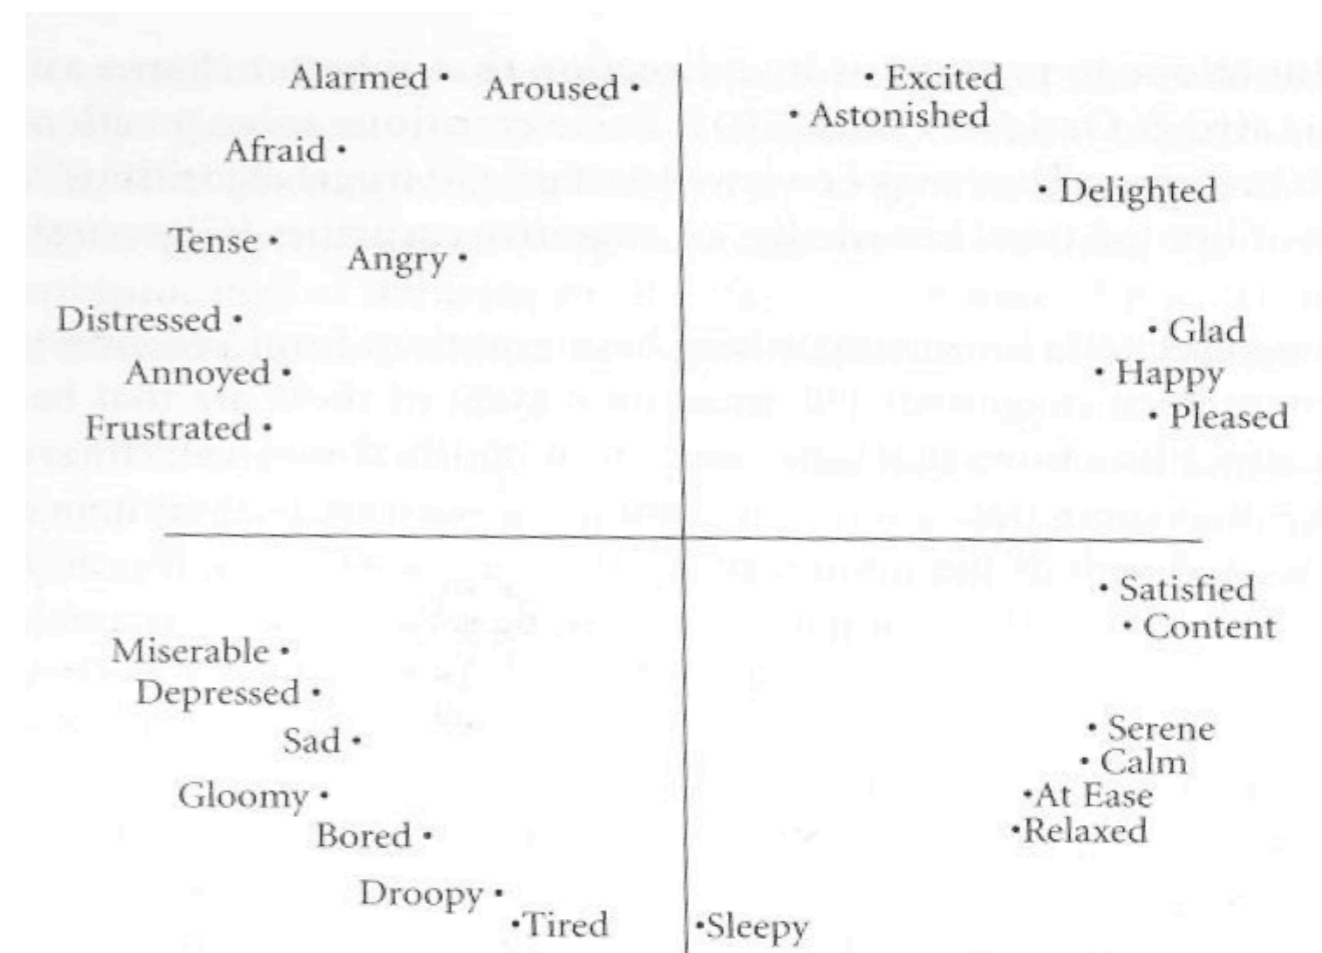 Alarmed
Aroused
Excited
Astonished
Afraid
Delighted
Tense
Angry
Distressed
Glad
Annoyed
Happy
Frustrated
Pleased
Satisfied
Content
Miserable
Depressed
Serene
Sad
Calm
Gloomy
At Ease
Bored
Relaxed
Droopy
Tired
Sleepy